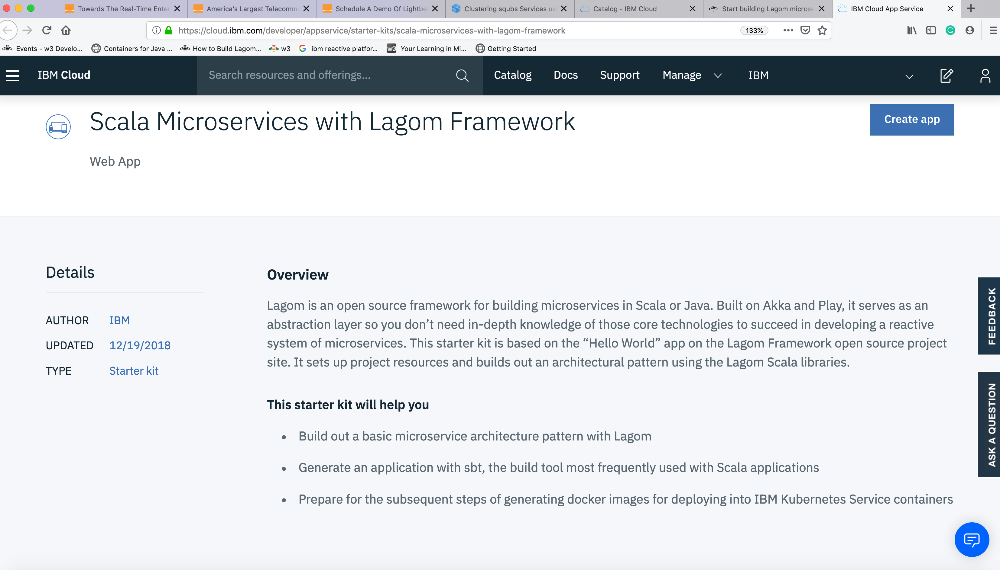 Towards The Real-Time Enter
America's Largest Telecommu
Schedule A Demo Of Lightbe
Clustering squbs Services us
Catalog - IBM Cloud
Start building Lagom microse
IBM Cloud App Service
https://cloud.ibm.com/developer/appservice/starter-kits/scala-microservices-with-lagom-framework
133%
Events - w3 Develo...
Containers for Java ...
How to Build Lagom...
w3
G ibm reactive platfor...
w3 Your Learning in Mi...
Getting Started
IBM Cloud
Search resources and offerings...
Catalog
Docs
Support
Manage
IBM
Scala Microservices with Lagom Framework
Create app
Web App
Details
AUTHOR IBM
UPDATED 12/19/2018
TYPE Starter kit
Overview
Lagom is an open source framework for building microservices in Scala or Java. Built on Akka and Play, it serves as an
abstraction layer so you don’t need in-depth knowledge of those core technologies to succeed in developing a reactive
system of microservices. This starter kit is based on the “Hello World” app on the Lagom Framework open source project
site. It sets up project resources and builds out an architectural pattern using the Lagom Scala libraries.
This starter kit will help you
• Build out a basic microservice architecture pattern with Lagom
• Generate an application with sbt, the build tool most frequently used with Scala applications
• Prepare for the subsequent steps of generating docker images for deploying into IBM Kubernetes Service containers
FEEDBACK
ASK A QUESTION